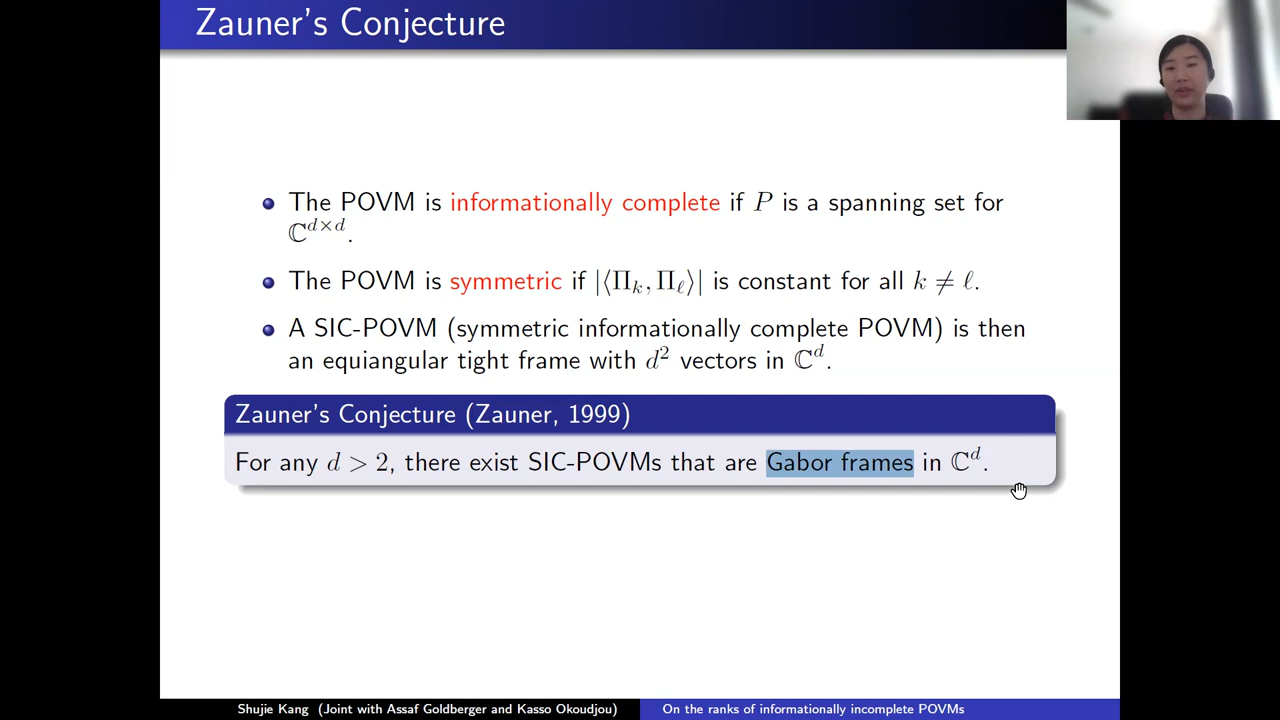 Zauner's Conjecture
The POVM is informationally complete if P is a spanning set for
ℂ^{d×d}.
The POVM is symmetric if |⟨Π_k, Π_ℓ⟩| is constant for all k ≠ ℓ.
A SIC-POVM (symmetric informationally complete POVM) is then
an equiangular tight frame with d² vectors in ℂ^d.
Zauner's Conjecture (Zauner, 1999)
For any d > 2, there exist SIC-POVMs that are Gabor frames in ℂ^d.
Shujie Kang (Joint with Assaf Goldberger and Kasso Okoudjou)
On the ranks of informationally incomplete POVMs